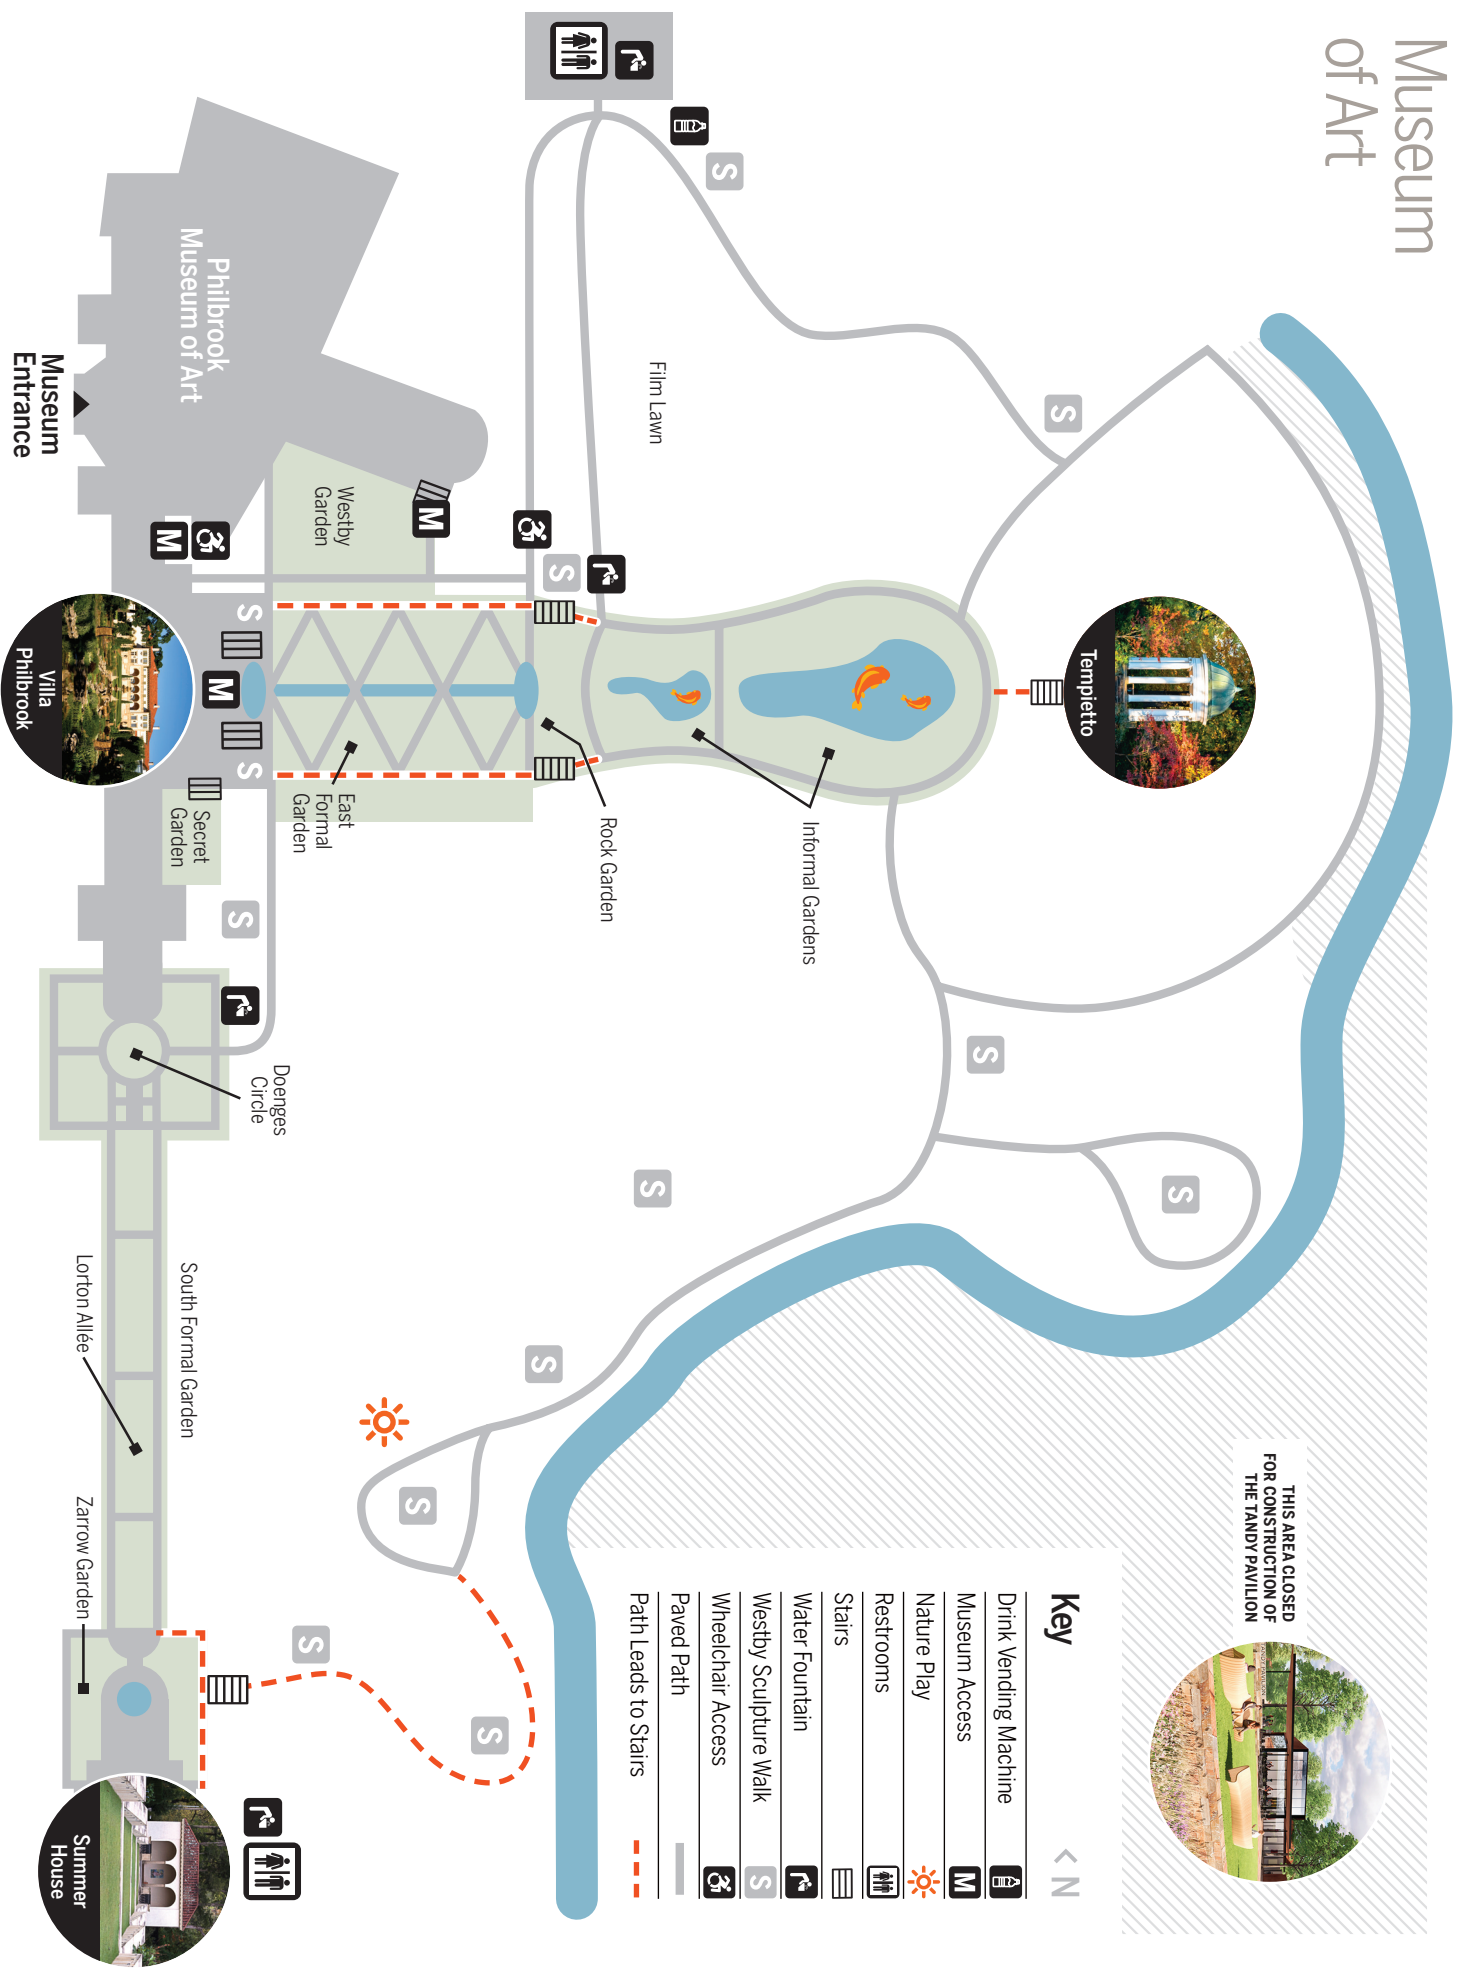 Museum
of Art
Tempietto
Film Lawn
Philbrook
Museum of Art
Museum
Entrance
Westby
Garden
M
M
M
Villa
Philbrook
Secret
Garden
East
Formal
Garden
Rock Garden
Informal Gardens
Doenges
Circle
South Formal Garden
Lorton Allée
Zarrow Garden
Summer
House
S
S
S
S
S
S
S
S
S
S
S
S
S
THIS AREA CLOSED
FOR CONSTRUCTION OF
THE TANDY PAVILION
TANDY PAVILION
Key
< N
Drink Vending Machine
Museum Access M
Nature Play
Restrooms
Stairs
Water Fountain
Westby Sculpture Walk S
Wheelchair Access
Paved Path
Path Leads to Stairs